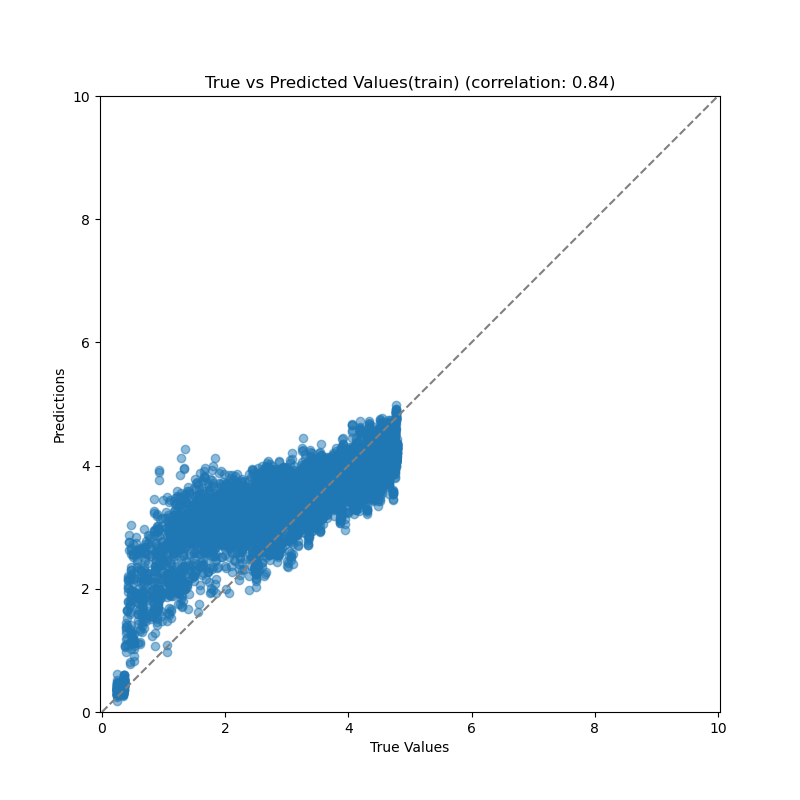 True vs Predicted Values(train) (correlation: 0.84)
10
8
6
4
2
0
Predictions
0 2 4 6 8 10
True Values